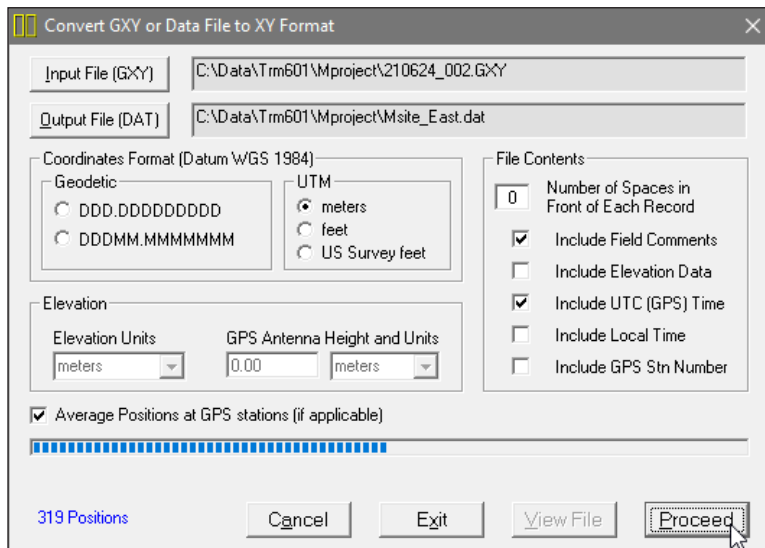 Convert GXY or Data File to XY Format
Input File (GXY)
C:\Data\Trm601\Mproject\210624_002.GXY
Output File (DAT)
C:\Data\Trm601\Mproject\Msite_East.dat
Coordinates Format (Datum WGS 1984)
Geodetic
DDD.DDDDDDDDD
DDDMM.MMMMMMM
UTM
meters
feet
US Survey feet
File Contents
0
Number of Spaces in
Front of Each Record
Include Field Comments
Include Elevation Data
Include UTC (GPS) Time
Include Local Time
Include GPS Stn Number
Elevation
Elevation Units
GPS Antenna Height and Units
meters
0.00
meters
Average Positions at GPS stations (if applicable)
319 Positions
Cancel
Exit
View File
Proceed